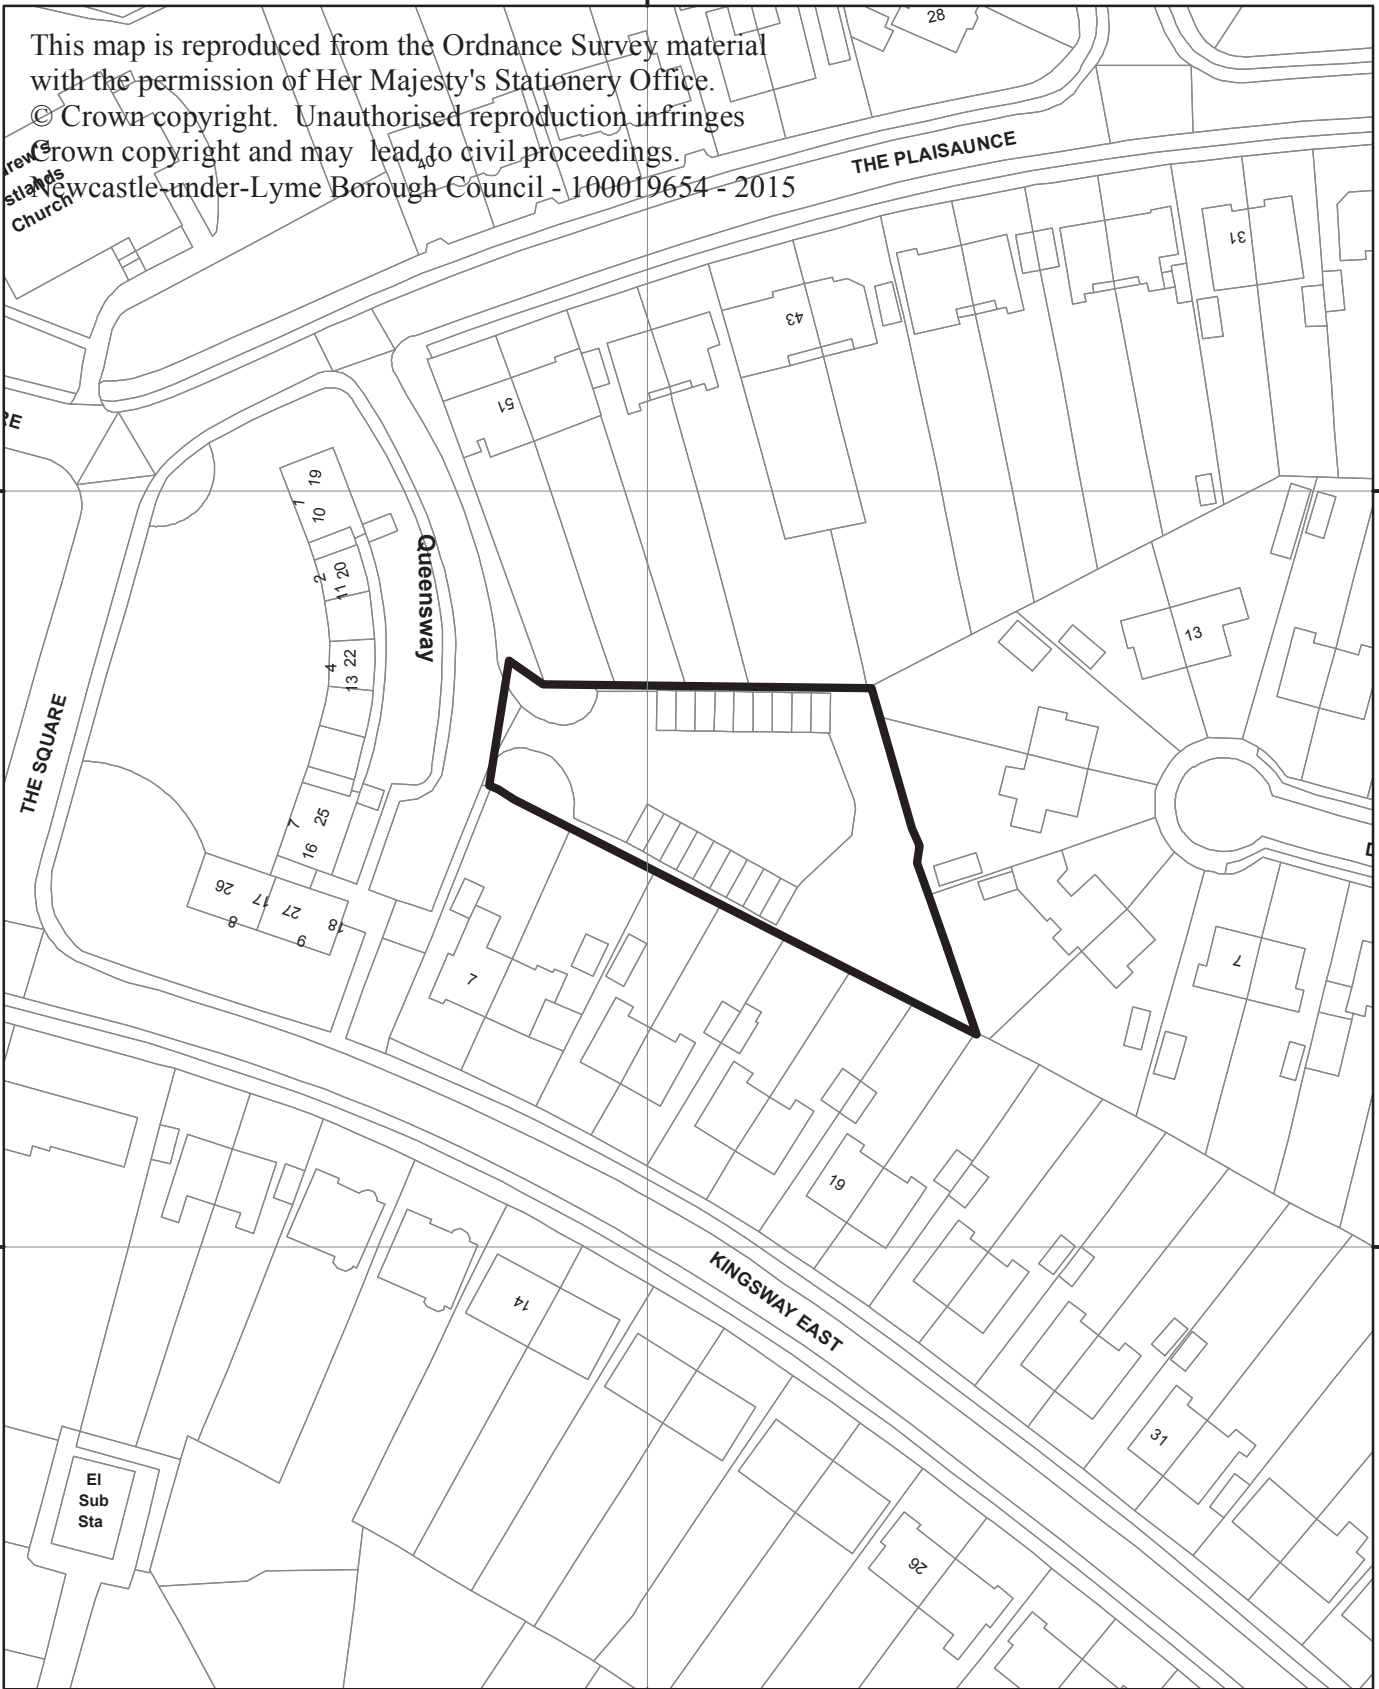 This map is reproduced from the Ordnance Survey material
with the permission of Her Majesty's Stationery Office.
© Crown copyright. Unauthorised reproduction infringes
Crown copyright and may lead to civil proceedings.
Newcastle-under-Lyme Borough Council - 100019654 - 2015
28
40
rew's
stlands
Church
THE PLAISAUNCE
31
43
51
RE
19
1
10
Queensway
2
20
11
4
22
13
13
THE SQUARE
7
25
16
26
17
27
18
8
9
7
7
19
KINGSWAY EAST
14
31
El
Sub
Sta
26